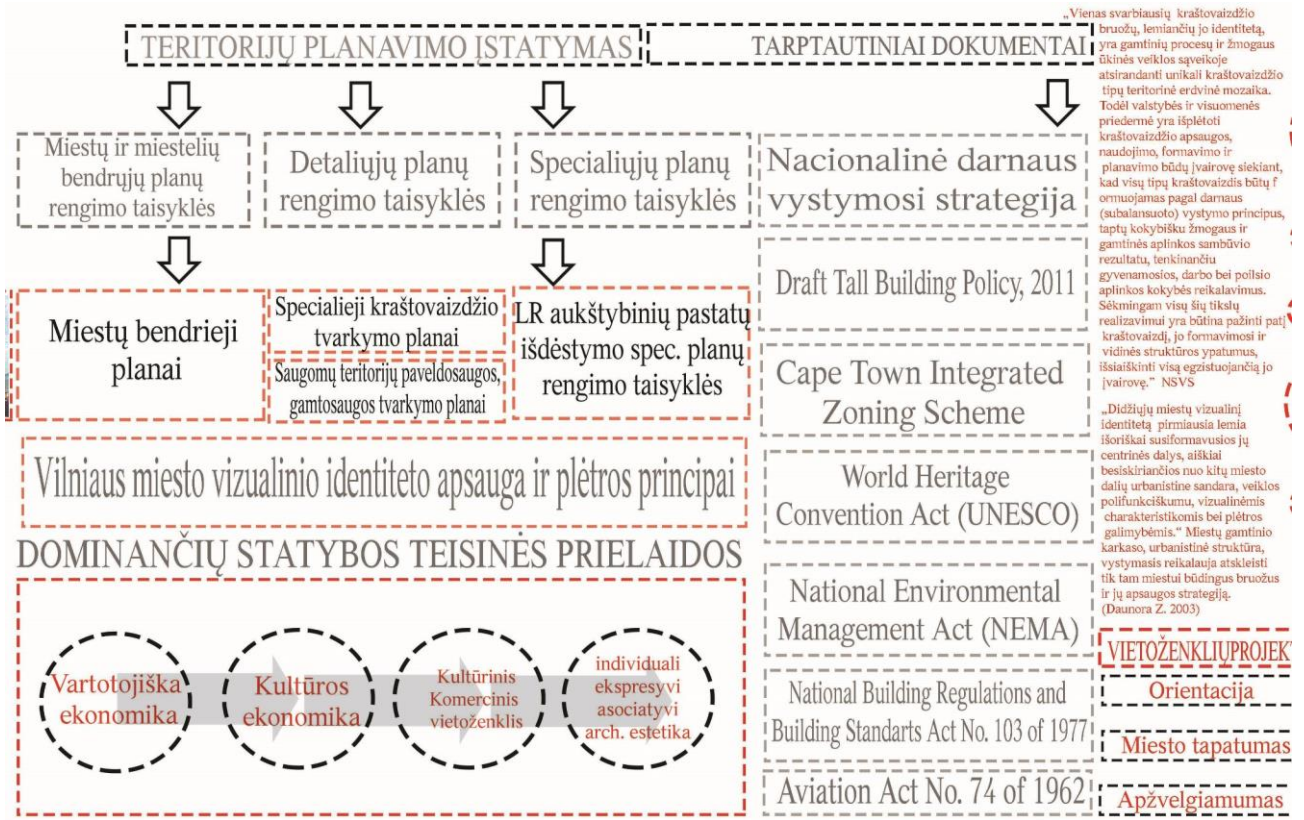 TERITORIJŲ PLANAVIMO ĮSTATYMAS
TARPTAUTINIAI DOKUMENTAI
Miestų ir miestelių
bendrųjų planų
rengimo taisyklės
Detaliųjų planų
rengimo taisyklės
Specialiųjų planų
rengimo taisyklės
Miestų bendrieji
planai
Specialieji kraštovaizdžio
tvarkymo planai
Saugomų teritorijų paveldosaugos,
gamtosaugos tvarkymo planai
LR aukštybinių pastatų
išdėstymo spec. planų
rengimo taisyklės
Vilniaus miesto vizualinio identiteto apsauga ir plėtros principai
DOMINANČIŲ STATYBOS TEISINĖS PRIELAIDOS
Vartotojiška
ekonomika
Kultūros
ekonomika
Kultūrinis
Komercinis
vietoženklis
individuali
ekspresyvi
asociatyvi
arch. estetika
Nacionalinė darnaus
vystymosi strategija
Draft Tall Building Policy, 2011
Cape Town Integrated
Zoning Scheme
World Heritage
Convention Act (UNESCO)
National Environmental
Management Act (NEMA)
National Building Regulations and
Building Standarts Act No. 103 of 1977
Aviation Act No. 74 of 1962
„Vienas svarbiausių kraštovaizdžio
bruožų, lemiančių jo identitetą,
yra gamtinių procesų ir žmogaus
ūkinės veiklos sąveikoje
atsirandanti unikali kraštovaizdžio
tipų teritorinė erdvinė mozaika.
Todėl valstybės ir visuomenės
priedermė yra išplėtoti
kraštovaizdžio apsaugos,
naudojimo, formavimo ir
planavimo būdų įvairovę siekiant,
kad visų tipų kraštovaizdis būtų f
ormuojamas pagal darnaus
(subalansuoto) vystymo principus,
taptų kokybišku žmogaus ir
gamtinės aplinkos sambūvio
rezultatu, tenkinančiu
gyvenamosios, darbo bei poilsio
aplinkos kokybės reikalavimus.
Sėkmingam visų šių tikslų
realizavimui yra būtina pažinti patį
kraštovaizdį, jo formavimosi ir
vidinės struktūros ypatumus,
išsiaiškinti visą egzistuojančią jo
įvairovę.” NSVS
„Didžiųjų miestų vizualinį
identitetą pirmiausia lemia
išoriškai susiformavusios jų
centrinės dalys, aiškiai
besiskiriančios nuo kitų miesto
dalių urbanistine sandara, veiklos
polifunkciškumu, vizualinėmis
charakteristikomis bei plėtros
galimybėmis.“ Miestų gamtinio
karkaso, urbanistinė struktūra,
vystymasis reikalauja atskleisti
tik tam miestui būdingus bruožus
ir jų apsaugos strategiją.
(Daunora Z. 2003)
VIETOŽENKLIŲPROJEKT
Orientacija
Miesto tapatumas
Apžvelgiamumas